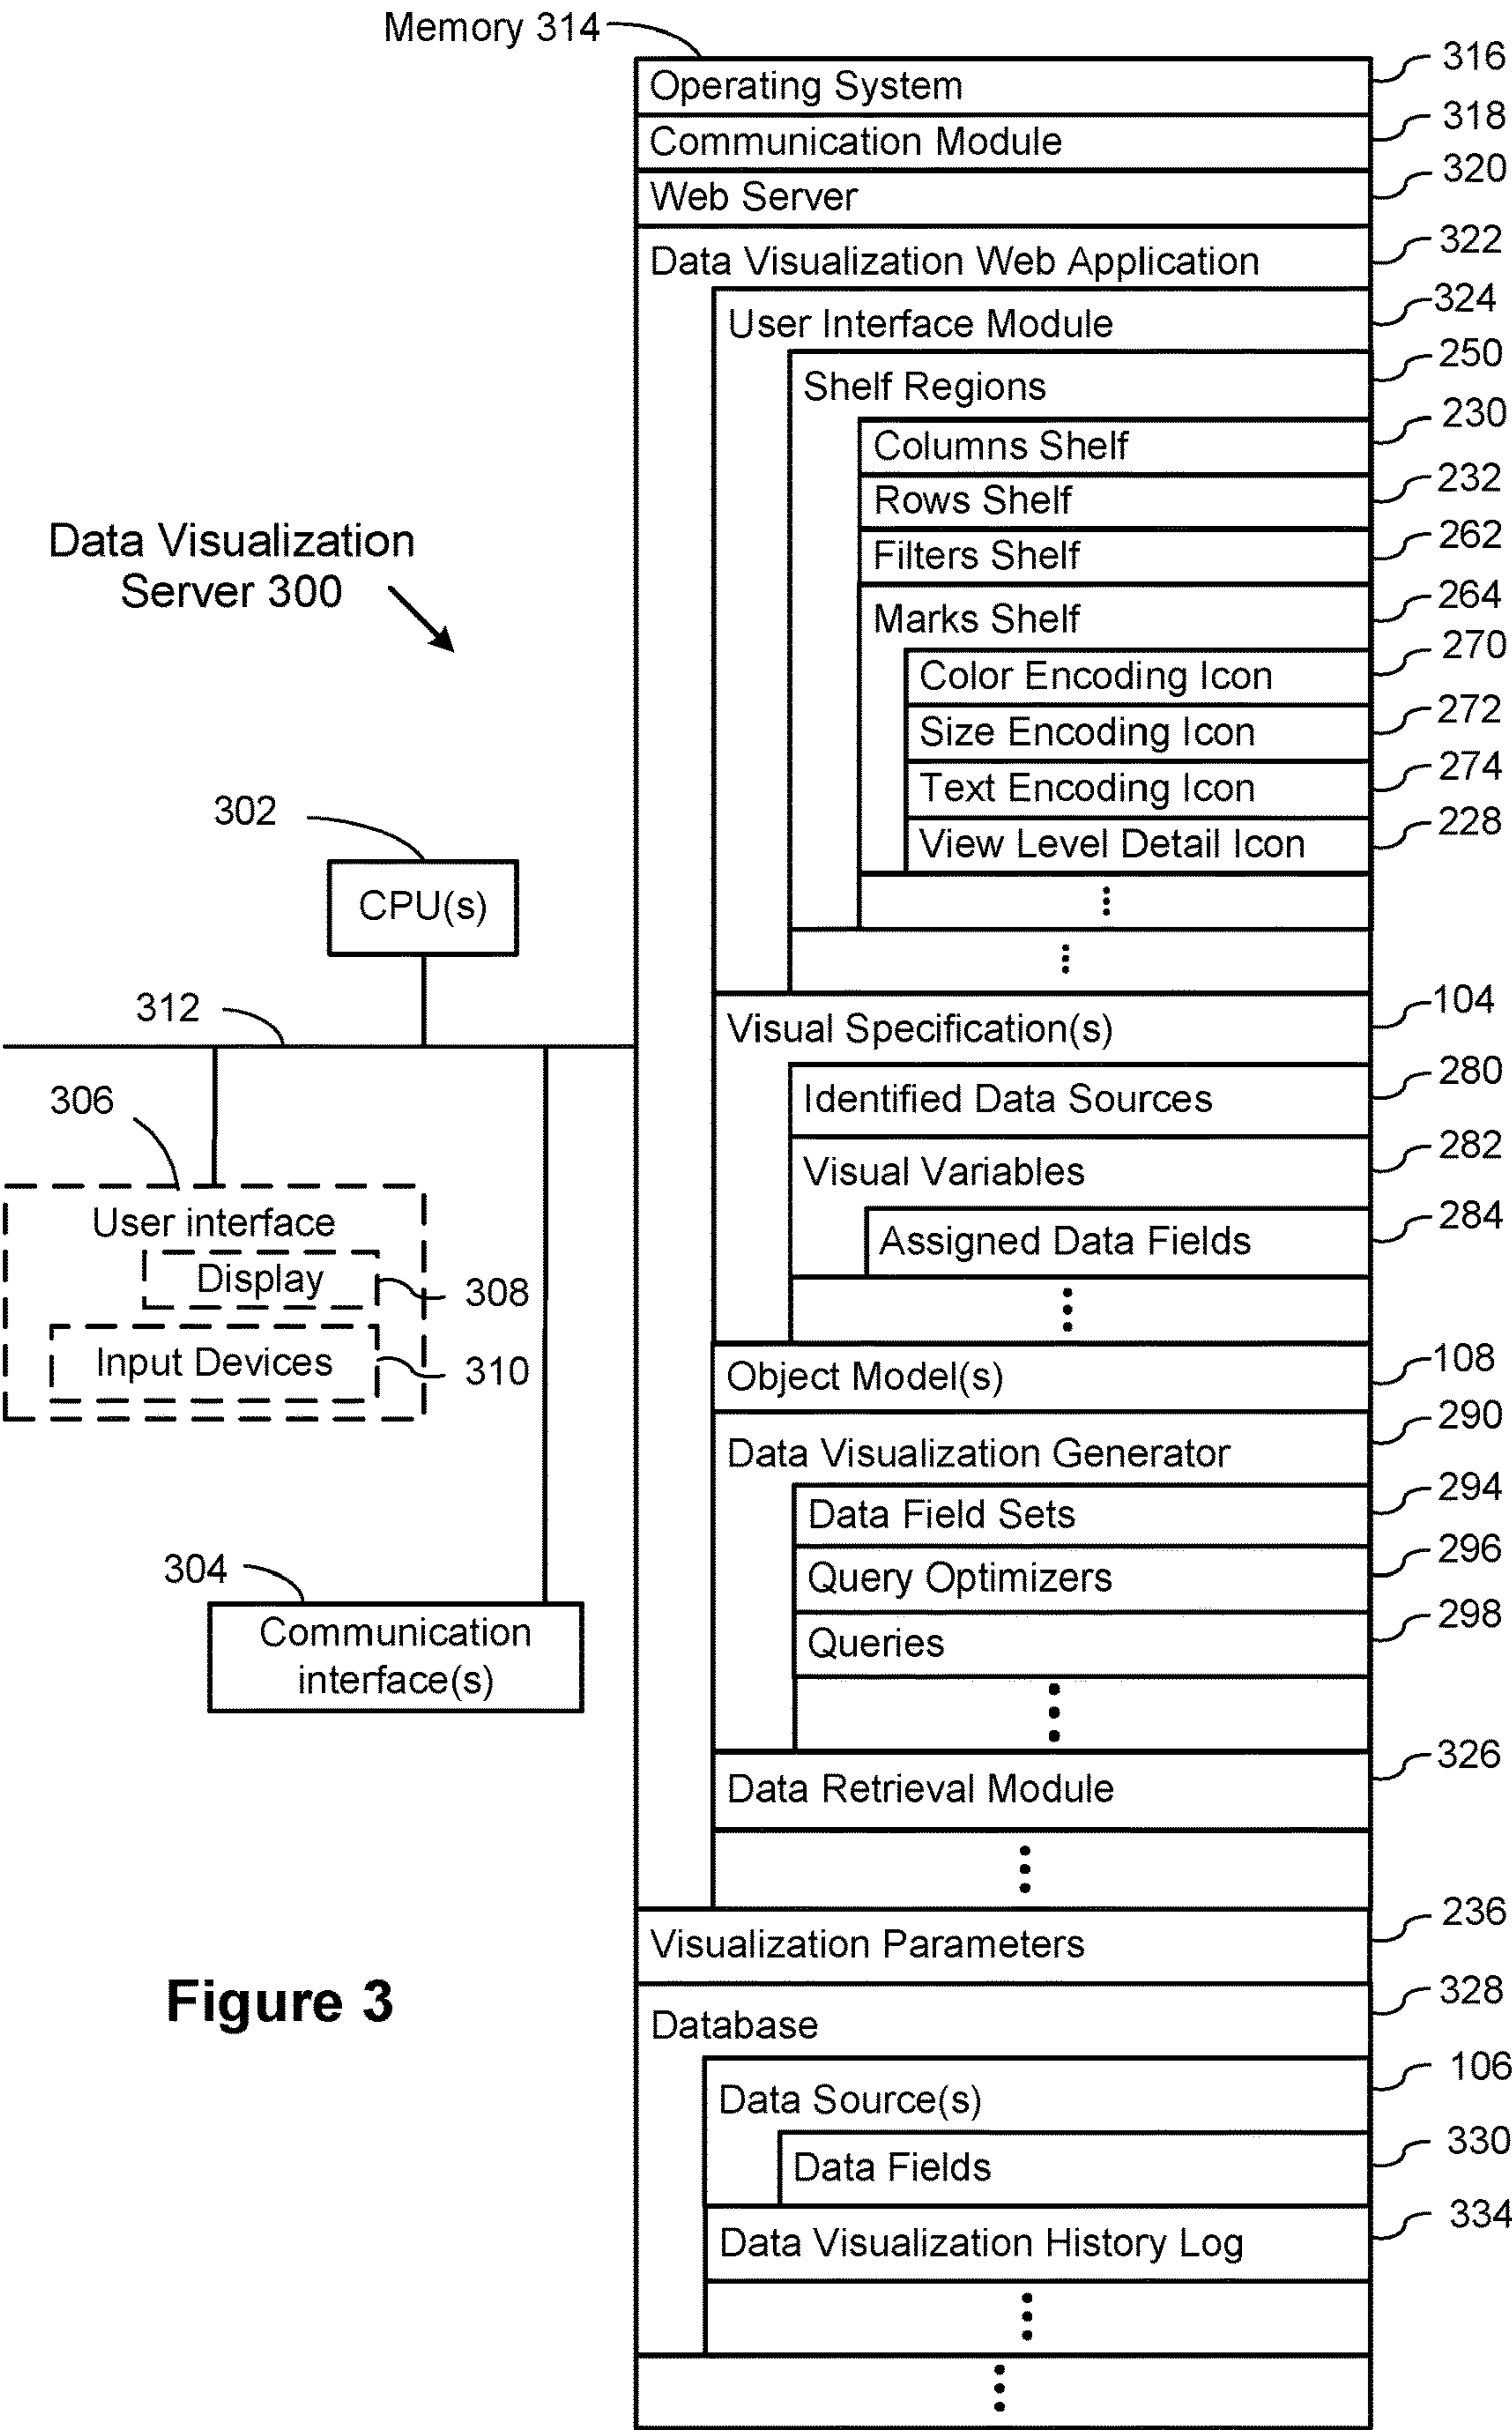 Memory 314
Operating System 316
Communication Module 318
Web Server 320
Data Visualization Web Application 322
User Interface Module 324
Shelf Regions 250
Columns Shelf 230
Rows Shelf 232
Filters Shelf 262
Marks Shelf 264
Color Encoding Icon 270
Size Encoding Icon 272
Text Encoding Icon 274
View Level Detail Icon 228
Visual Specification(s) 104
Identified Data Sources 280
Visual Variables 282
Assigned Data Fields 284
Object Model(s) 108
Data Visualization Generator 290
Data Field Sets 294
Query Optimizers 296
Queries 298
Data Retrieval Module 326
Visualization Parameters 236
Database 328
Data Source(s) 106
Data Fields 330
Data Visualization History Log 334
Data Visualization
Server 300
302
CPU(s)
312
306
User interface
Display 308
Input Devices 310
304
Communication
interface(s)
Figure 3